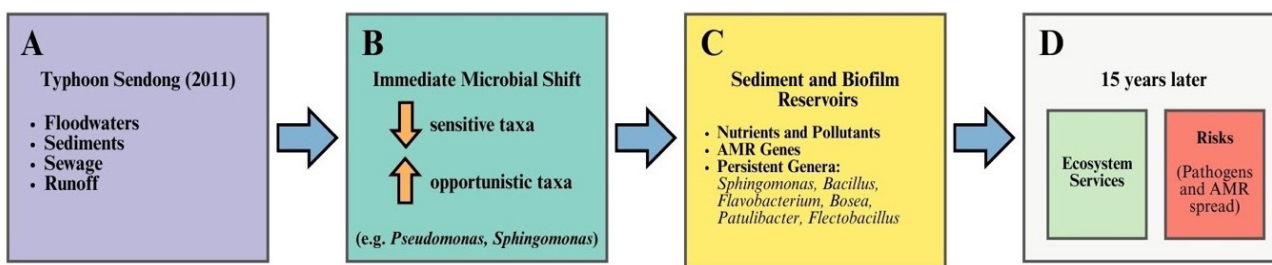 A
Typhoon Sendong (2011)
• Floodwaters
• Sediments
• Sewage
• Runoff
B
Immediate Microbial Shift
sensitive taxa
opportunistic taxa
(e.g. Pseudomonas, Sphingomonas)
C
Sediment and Biofilm
Reservoirs
• Nutrients and Pollutants
• AMR Genes
• Persistent Genera:
Sphingomonas, Bacillus,
Flavobacterium, Bosea,
Patulibacter, Flectobacillus
D
15 years later
Ecosystem
Services
Risks
(Pathogens
and AMR
spread)